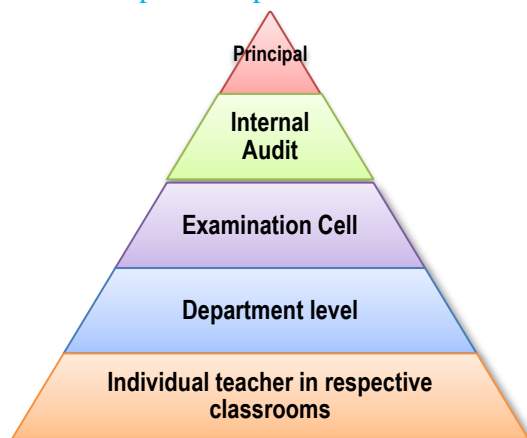 Principal
Internal
Audit
Examination Cell
Department level
Individual teacher in respective
classrooms